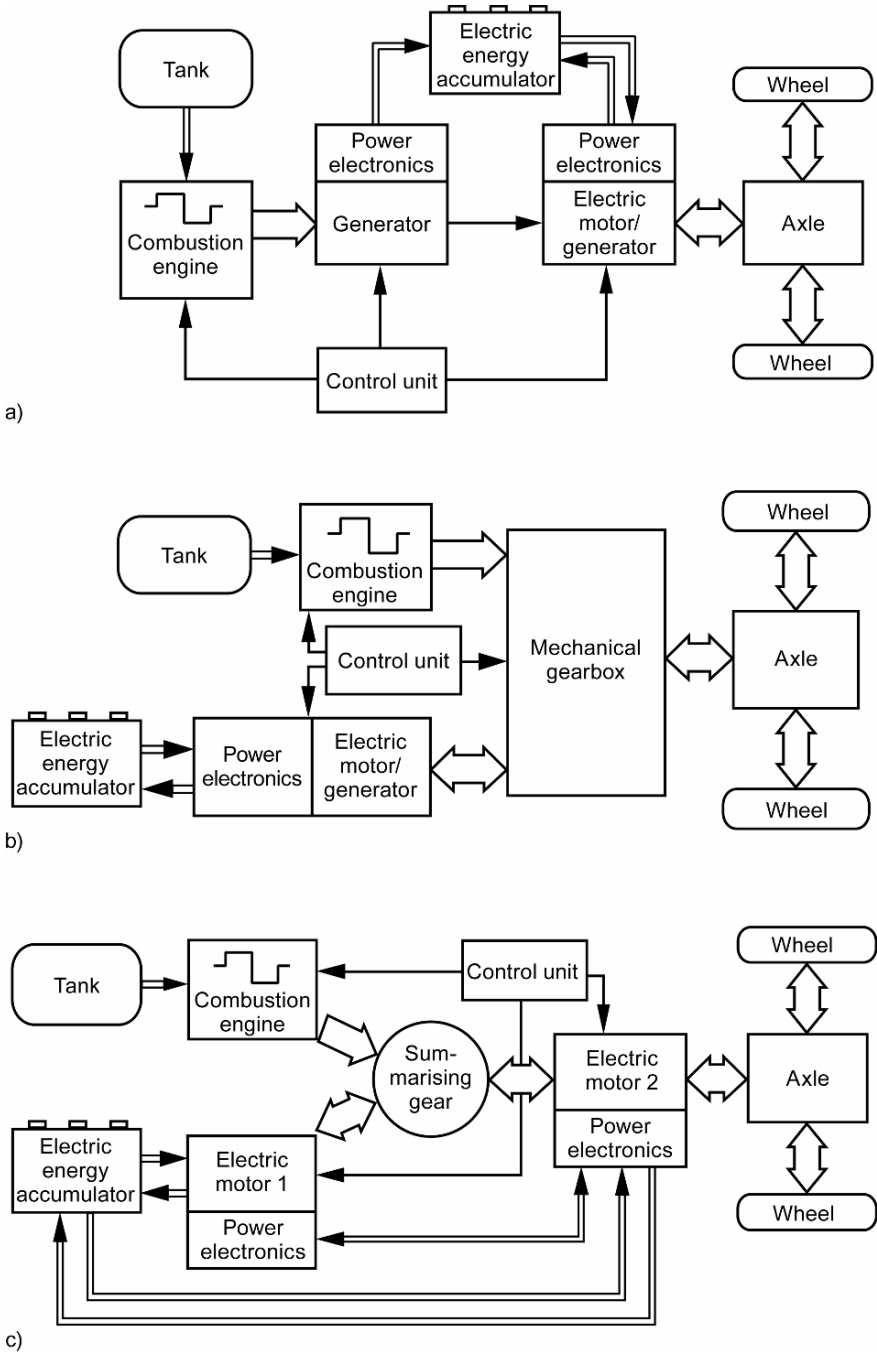 Tank
Electric
energy
accumulator
Wheel
Power
electronics
Power
electronics
Combustion
engine
Generator
Electric
motor/
generator
Axle
Control unit
Wheel
a)
Tank
Combustion
engine
Wheel
Control unit
Mechanical
gearbox
Axle
Electric
energy
accumulator
Power
electronics
Electric
motor/
generator
Wheel
b)
Tank
Combustion
engine
Control unit
Wheel
Sum-
marising
gear
Electric
motor 2
Axle
Power
electronics
Electric
energy
accumulator
Electric
motor 1
Power
electronics
Wheel
c)